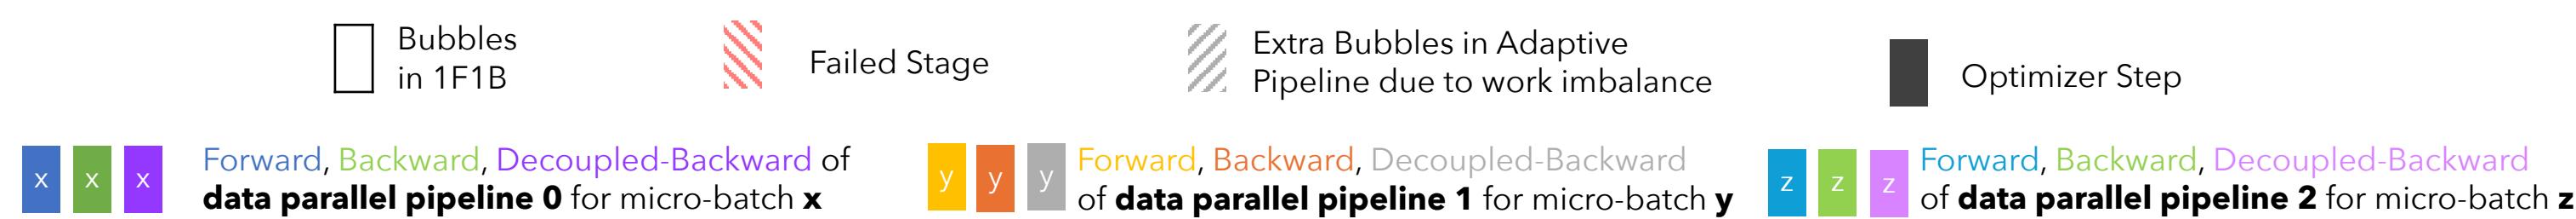 Bubbles
in 1F1B
Failed Stage
Extra Bubbles in Adaptive
Pipeline due to work imbalance
Optimizer Step
x x x
Forward, Backward, Decoupled-Backward of
data parallel pipeline 0 for micro-batch x
y y y
Forward, Backward, Decoupled-Backward
of data parallel pipeline 1 for micro-batch y
z z z
Forward, Backward, Decoupled-Backward
of data parallel pipeline 2 for micro-batch z